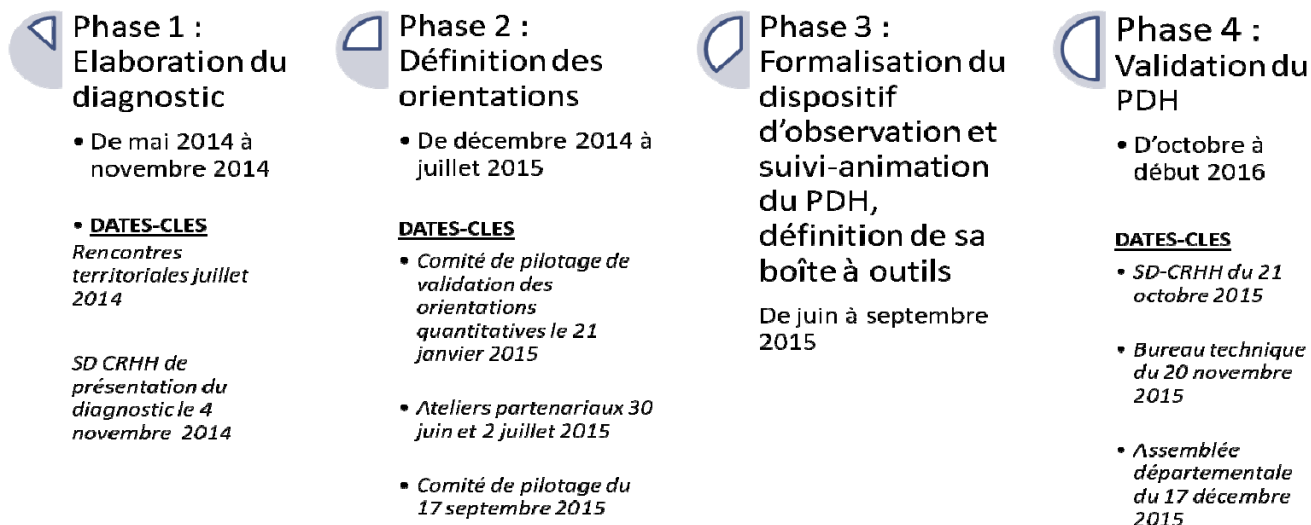 Phase 1 :
Elaboration du
diagnostic
• De mai 2014 à
novembre 2014
• DATES-CLES
Rencontres
territoriales juillet
2014
SD CRHH de
présentation du
diagnostic le 4
novembre 2014
Phase 2 :
Définition des
orientations
• De décembre 2014 à
juillet 2015
DATES-CLES
• Comité de pilotage de
validation des
orientations
quantitatives le 21
janvier 2015
• Ateliers partenariaux 30
juin et 2 juillet 2015
• Comité de pilotage du
17 septembre 2015
Phase 3 :
Formalisation du
dispositif
d'observation et
suivi-animation
du PDH,
définition de sa
boîte à outils
De juin à septembre
2015
Phase 4 :
Validation du
PDH
• D'octobre à
début 2016
DATES-CLES
• SD-CRHH du 21
octobre 2015
• Bureau technique
du 20 novembre
2015
• Assemblée
départementale
du 17 décembre
2015